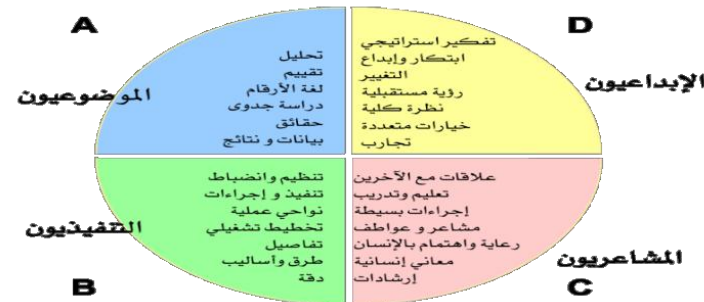 A
الموضوعيون
تحليل
تقييم
لغة الأرقام
دراسة جدوى
حقائق
بيانات و نتائج
D
الإبداعيون
تفكير استراتيجي
ابتكار وإبداع
التغيير
رؤية مستقبلية
نظرة كلية
خيارات متعددة
تجارب
B
التنفيذيون
تنظيم وانضباط
تنفيذ و إجراءات
نواحي عملية
تخطيط تشغيلي
تفاصيل
طرق وأساليب
دقة
C
المشاعريون
علاقات مع الآخرين
تعليم وتدريب
إجراءات بسيطة
مشاعر و عواطف
رعاية واهتمام بالإنسان
معاني إنسانية
إرشادات